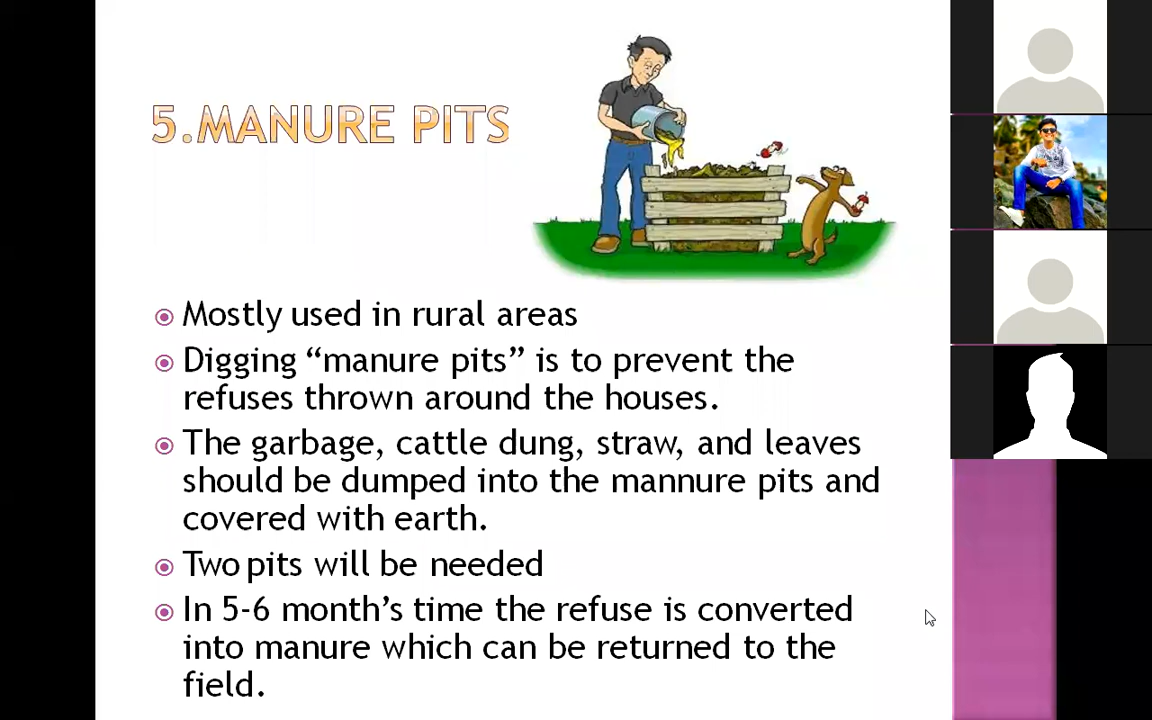 5.MANURE PITS
Mostly used in rural areas
Digging “manure pits” is to prevent the
refuses thrown around the houses.
The garbage, cattle dung, straw, and leaves
should be dumped into the mannure pits and
covered with earth.
Two pits will be needed
In 5-6 month’s time the refuse is converted
into manure which can be returned to the
field.